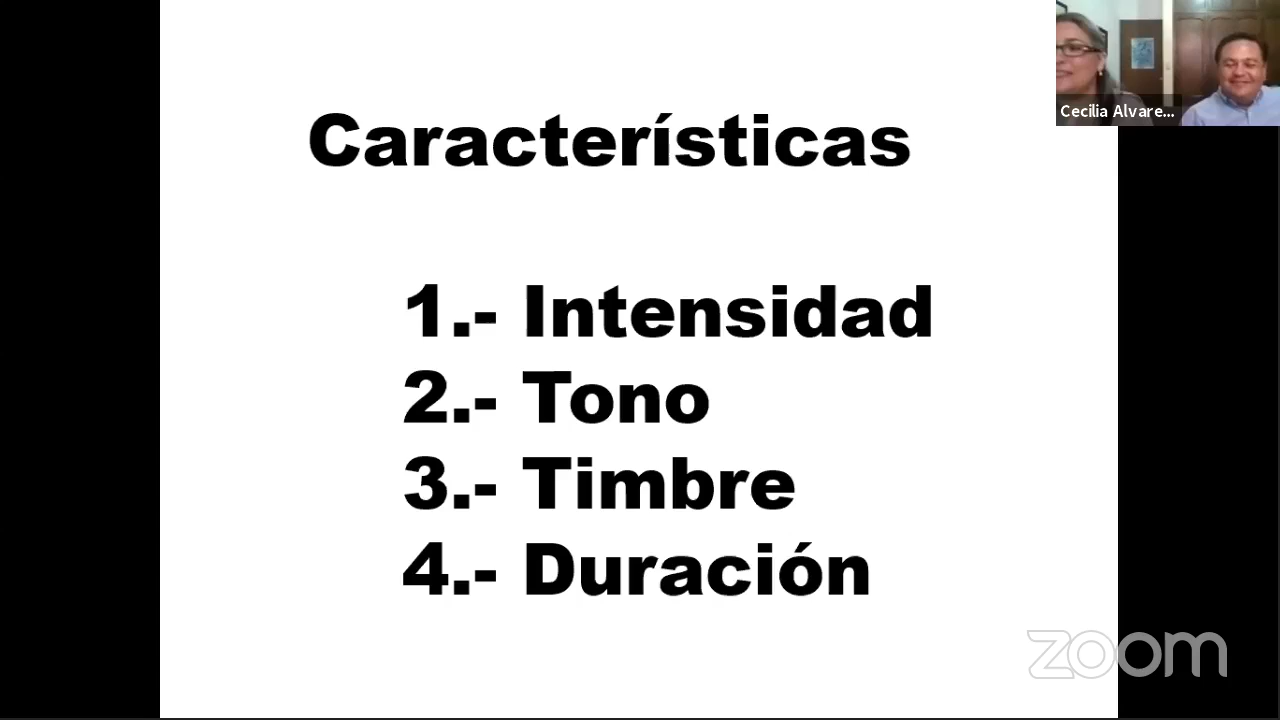 Cecilia Alvare...
Características
1.- Intensidad
2.- Tono
3.- Timbre
4.- Duración
zoom